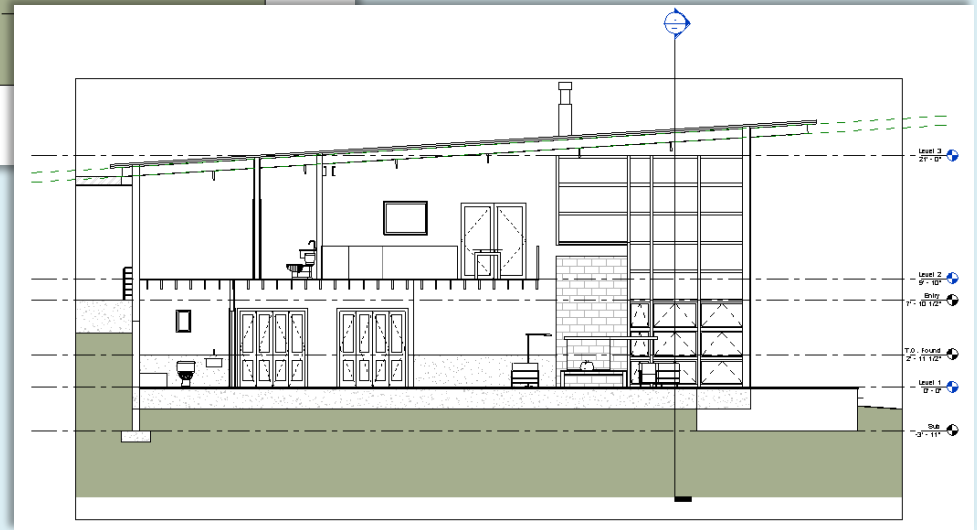 Level 3
21' - 0"
Level 2
9' - 10"
Entry
7' - 10 1/2"
T.O. Found
2' - 11 1/2"
Level 1
0' - 0"
Sub
-3' - 11"